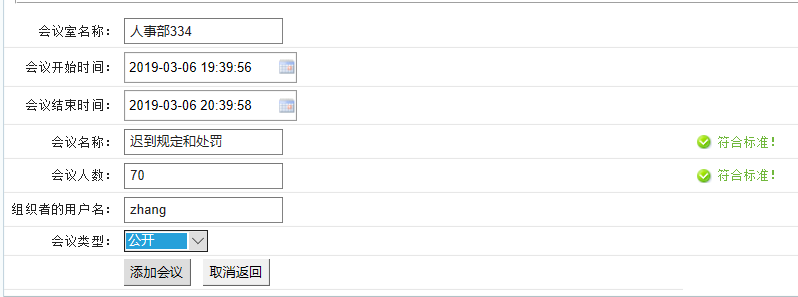 会议室名称： 人事部334
会议开始时间： 2019-03-06 19:39:56
会议结束时间： 2019-03-06 20:39:58
会议名称： 迟到规定和处罚 符合标准！
会议人数： 70 符合标准！
组织者的用户名： zhang
会议类型： 公开
添加会议 取消返回